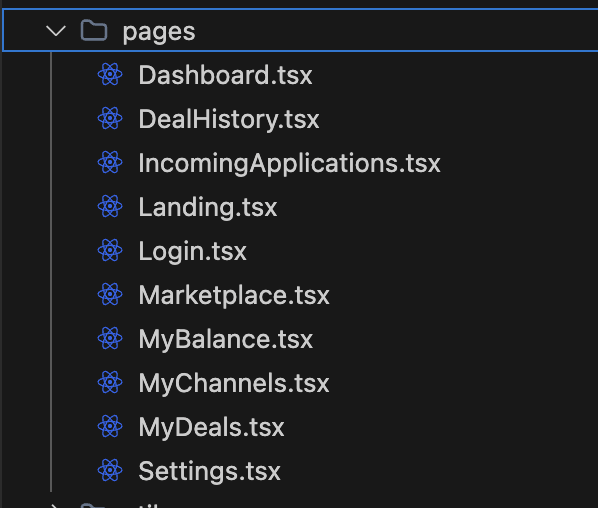 pages
Dashboard.tsx
DealHistory.tsx
IncomingApplications.tsx
Landing.tsx
Login.tsx
Marketplace.tsx
MyBalance.tsx
MyChannels.tsx
MyDeals.tsx
Settings.tsx